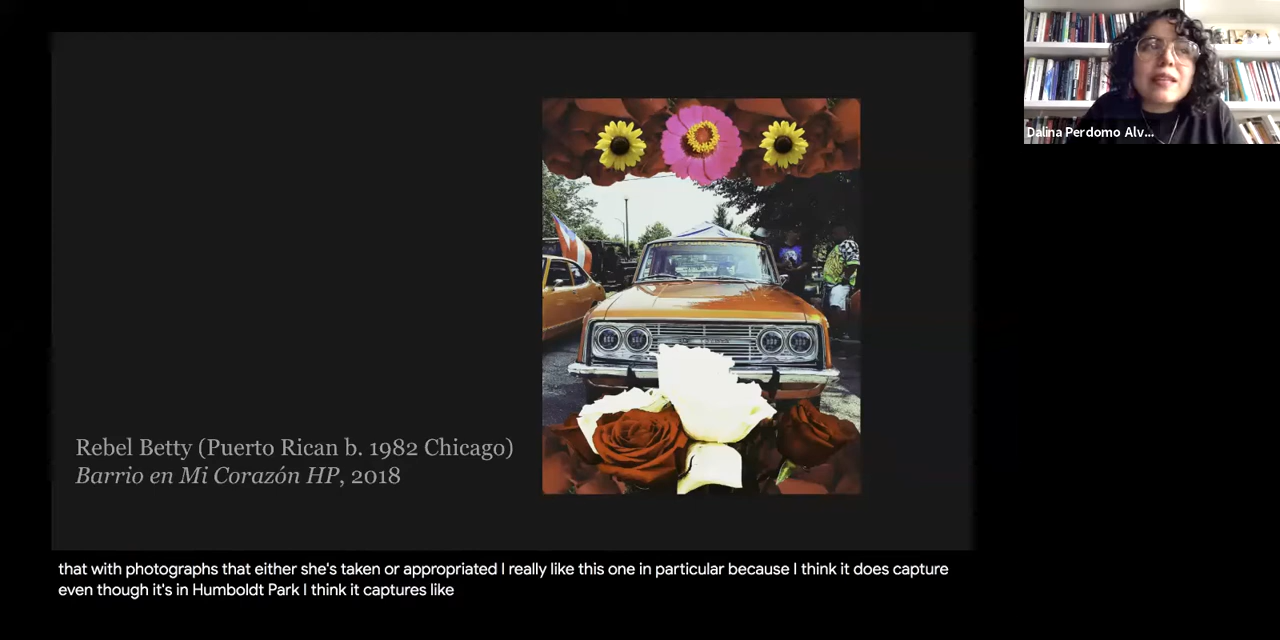 Dalina Perdomo Alv...
Rebel Betty (Puerto Rican b. 1982 Chicago)
Barrio en Mi Corazón HP, 2018
that with photographs that either she's taken or appropriated I really like this one in particular because I think it does capture
even though it's in Humboldt Park I think it captures like